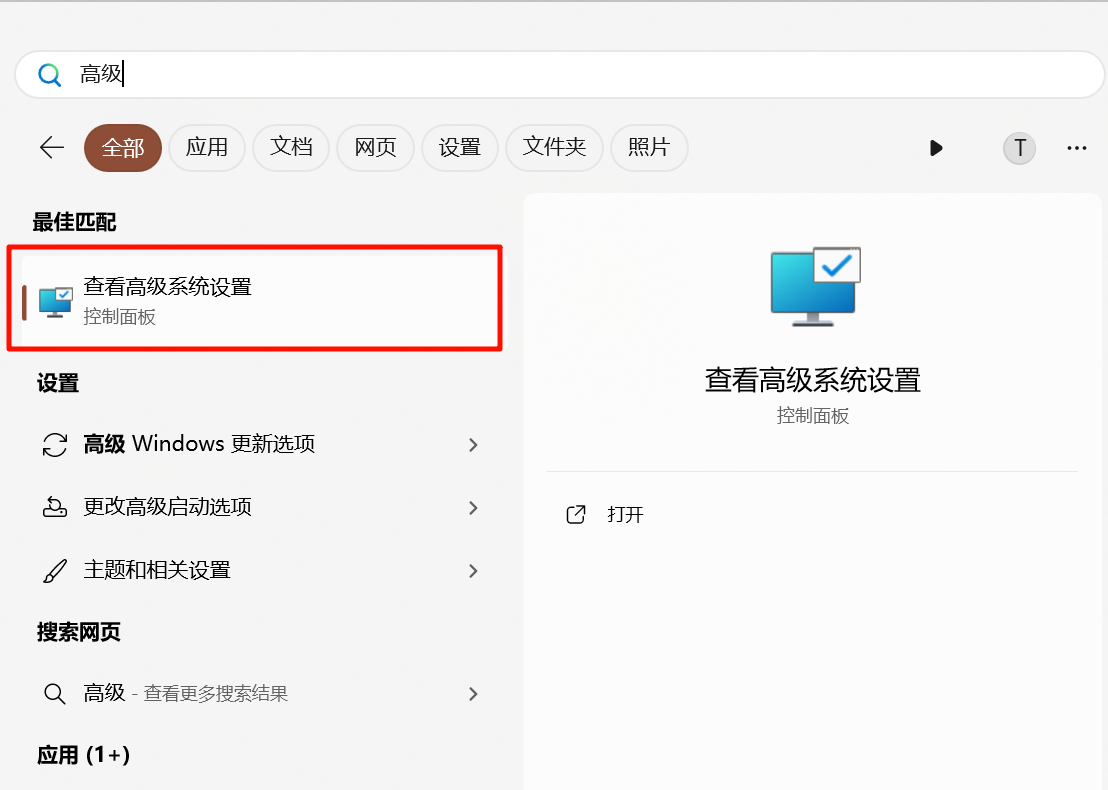 高级
全部 应用 文档 网页 设置 文件夹 照片 T
最佳匹配
查看高级系统设置
控制面板
设置
高级 Windows 更新选项
更改高级启动选项
主题和相关设置
搜索网页
高级 - 查看更多搜索结果
应用 (1+)
查看高级系统设置
控制面板
打开